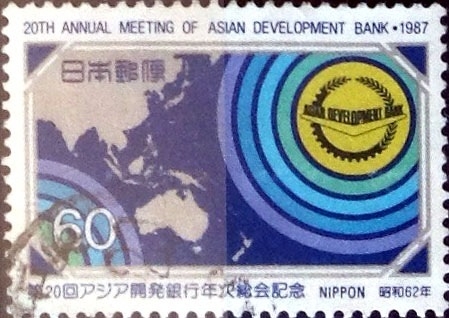 20TH ANNUAL MEETING OF ASIAN DEVELOPMENT BANK・1987
日本郵便
ASIAN DEVELOPMENT BANK
60
第20回アジア開発銀行年次総会記念 NIPPON 昭和62年